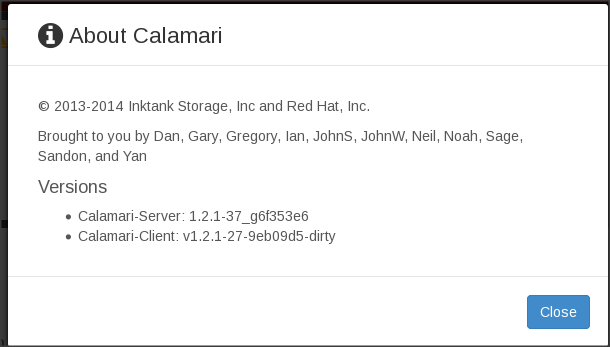 About Calamari
© 2013-2014 Inktank Storage, Inc and Red Hat, Inc.
Brought to you by Dan, Gary, Gregory, Ian, JohnS, JohnW, Neil, Noah, Sage,
Sandon, and Yan
Versions
• Calamari-Server: 1.2.1-37_g6f353e6
• Calamari-Client: v1.2.1-27-9eb09d5-dirty
Close